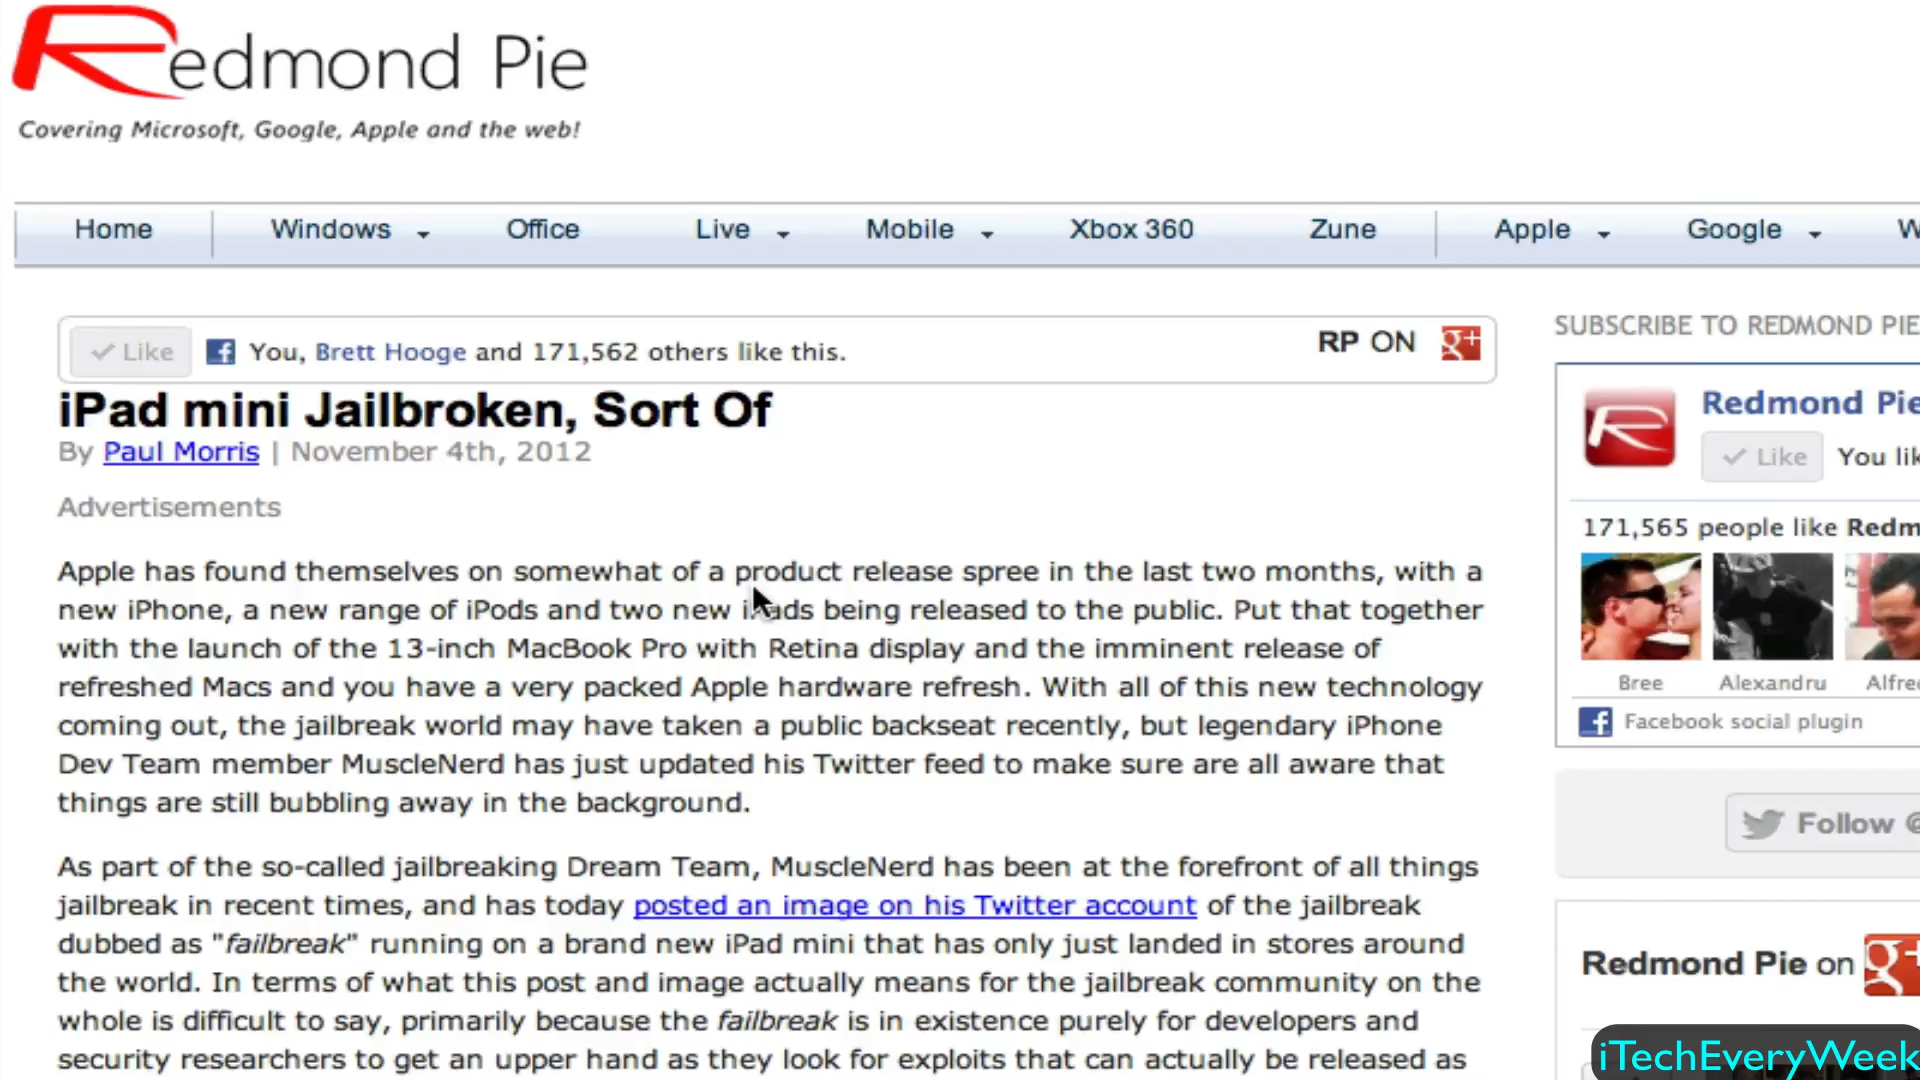 Redmond Pie
Covering Microsoft, Google, Apple and the web!
Home Windows Office Live Mobile Xbox 360 Zune Apple Google
Like You, Brett Hooge and 171,562 others like this. RP ON g+
iPad mini Jailbroken, Sort Of
By Paul Morris | November 4th, 2012
Advertisements
Apple has found themselves on somewhat of a product release spree in the last two months, with a
new iPhone, a new range of iPods and two new iPads being released to the public. Put that together
with the launch of the 13-inch MacBook Pro with Retina display and the imminent release of
refreshed Macs and you have a very packed Apple hardware refresh. With all of this new technology
coming out, the jailbreak world may have taken a public backseat recently, but legendary iPhone
Dev Team member MuscleNerd has just updated his Twitter feed to make sure are all aware that
things are still bubbling away in the background.
As part of the so-called jailbreaking Dream Team, MuscleNerd has been at the forefront of all things
jailbreak in recent times, and has today posted an image on his Twitter account of the jailbreak
dubbed as "failbreak" running on a brand new iPad mini that has only just landed in stores around
the world. In terms of what this post and image actually means for the jailbreak community on the
whole is difficult to say, primarily because the failbreak is in existence purely for developers and
security researchers to get an upper hand as they look for exploits that can actually be released as
SUBSCRIBE TO REDMOND PIE
Redmond Pie
Like You lik
171,565 people like Redm
Bree Alexandru Alfre
Facebook social plugin
Follow @
Redmond Pie on g+
iTechEveryWeek